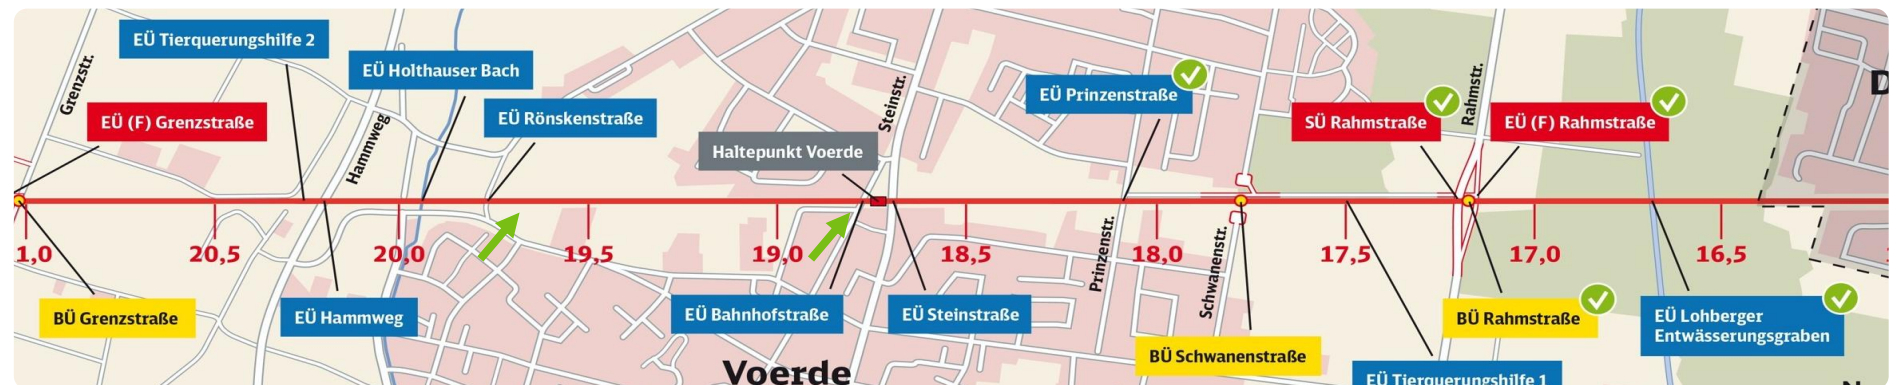 EÜ Tierquerungshilfe 2
Grenzstr.
EÜ Holthauser Bach
EÜ (F) Grenzstraße
Hammweg
EÜ Rönskenstraße
Haltepunkt Voerde
Steinstr.
EÜ Prinzenstraße
SÜ Rahmstraße
Rahmstr.
EÜ (F) Rahmstraße
D
1,0
20,5
20,0
19,5
19,0
18,5
18,0
17,5
17,0
16,5
Prinzenstr.
Schwanenstr.
BÜ Grenzstraße
EÜ Hammweg
EÜ Bahnhofstraße
EÜ Steinstraße
BÜ Schwanenstraße
BÜ Rahmstraße
EÜ Lohberger
Entwässerungsgraben
Voerde
EÜ Tierquerungshilfe 1